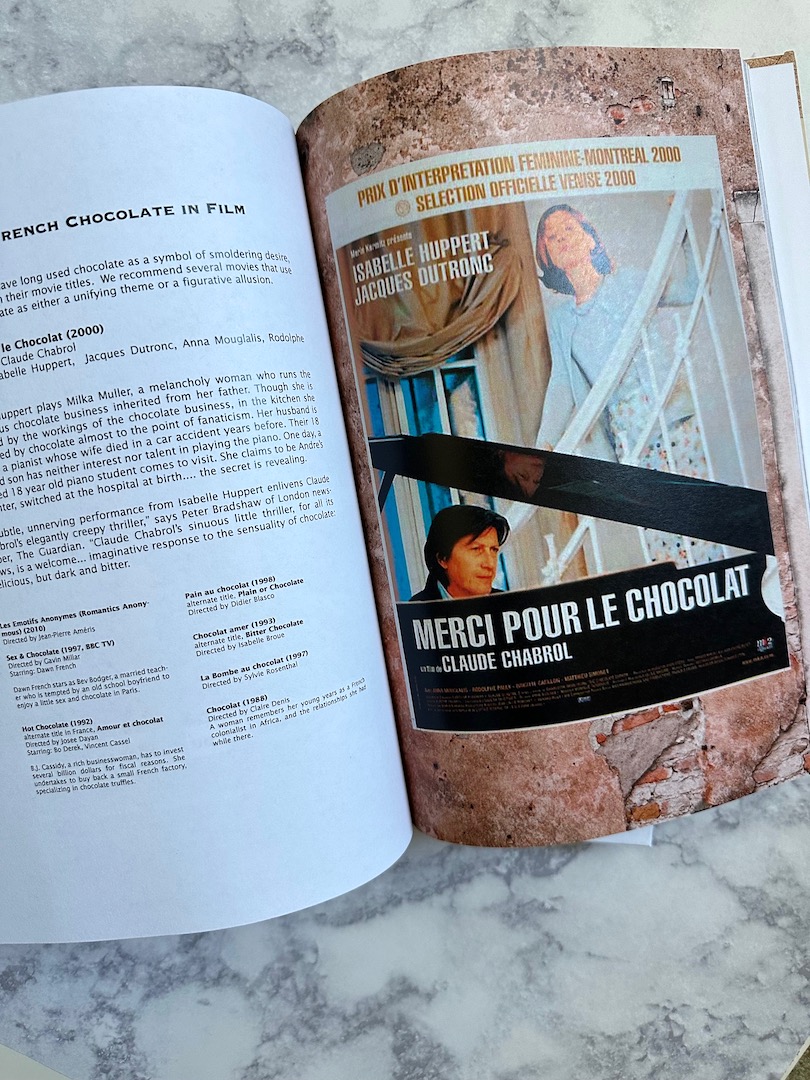 RENCH CHOCOLATE IN FILM
ave long used chocolate as a symbol of smoldering desire,
their movie titles. We recommend several movies that use
ate as either a unifying theme or a figurative allusion.
le Chocolat (2000)
Claude Chabrol
abelle Huppert, Jacques Dutronc, Anna Mouglalis, Rodolphe
uppert plays Milka Muller, a melancholy woman who runs the
us chocolate business inherited from her father. Though she is
d by the workings of the chocolate business, in the kitchen she
ed by chocolate almost to the point of fanaticism. Her husband is
a pianist whose wife died in a car accident years before. Their 18
d son has neither interest nor talent in playing the piano. One day, a
ed 18 year old piano student comes to visit. She claims to be Andre's
ter, switched at the hospital at birth.... the secret is revealing.
ubtle, unnerving performance from Isabelle Huppert enlivens Claude
brol's elegantly creepy thriller," says Peter Bradshaw of London news-
er, The Guardian. "Claude Chabrol's sinuous little thriller, for all its
ws, is a welcome... imaginative response to the sensuality of chocolate:
elicious, but dark and bitter.
Les Emotifs Anonymes (Romantics Anony-
mous) (2010)
Directed by Jean-Pierre Améris
Sex & Chocolate (1997, BBC TV)
Directed by Gavin Millar
Starring: Dawn French
Dawn French stars as Bev Bodger, a married teach-
er who is tempted by an old school boyfriend to
enjoy a little sex and chocolate in Paris.
Hot Chocolate (1992)
alternate title in France, Amour et chocolat
Directed by Josee Dayan
Starring: Bo Derek, Vincent Cassel
B.J. Cassidy, a rich businesswoman, has to invest
several billion dollars for fiscal reasons. She
undertakes to buy back a small French factory,
specializing in chocolate truffles.
Pain au chocolat (1998)
alternate title, Plain or Chocolate
Directed by Didier Blasco
Chocolat amer (1993)
alternate title, Bitter Chocolate
Directed by Isabelle Broue
La Bombe au chocolat (1997)
Directed by Sylvie Rosenthal
Chocolat (1988)
Directed by Claire Denis
A woman remembers her young years as a French
colonialist in Africa, and the relationships she had
while there.
PRIX D'INTERPRETATION FEMININE-MONTREAL 2000
SELECTION OFFICIELLE VENISE 2000
Marin Karmitz présente
ISABELLE HUPPERT
JACQUES DUTRONC
MERCI POUR LE CHOCOLAT
un film de CLAUDE CHABROL